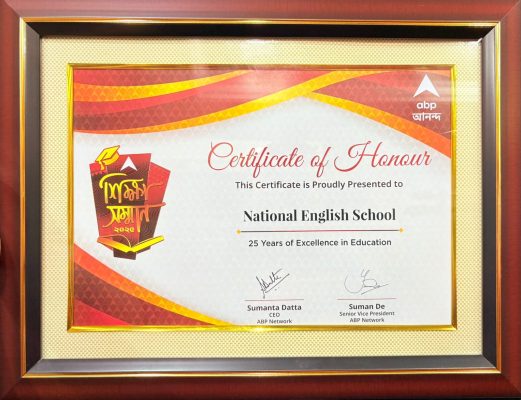 abp
আনন্দ
Certificate of Honour
This Certificate is Proudly Presented to
শিক্ষা
সম্মান
২০২৫
National English School
25 Years of Excellence in Education
Sumanta Datta
CEO
ABP Network
Suman De
Senior Vice President
ABP Network